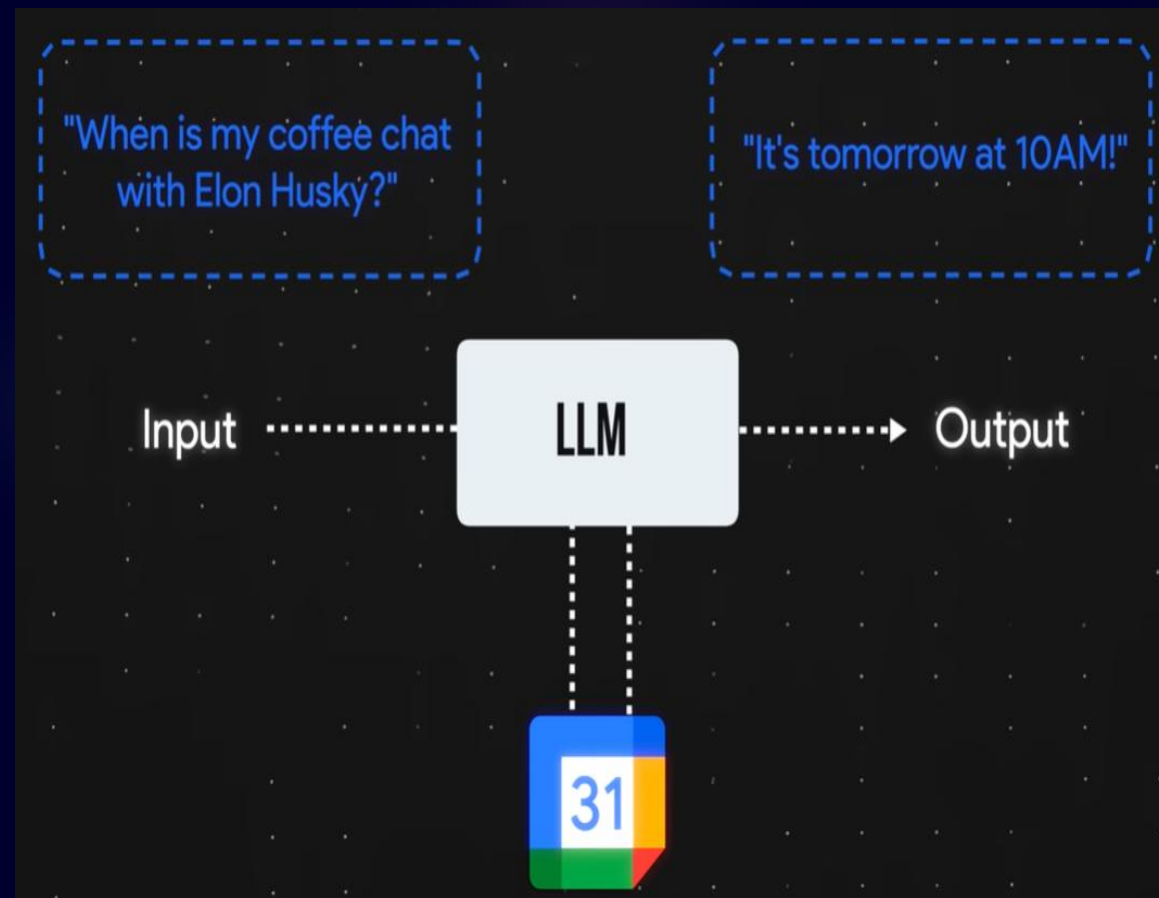 "When is my coffee chat
with Elon Husky?"
"It's tomorrow at 10AM!"
Input
LLM
Output
31